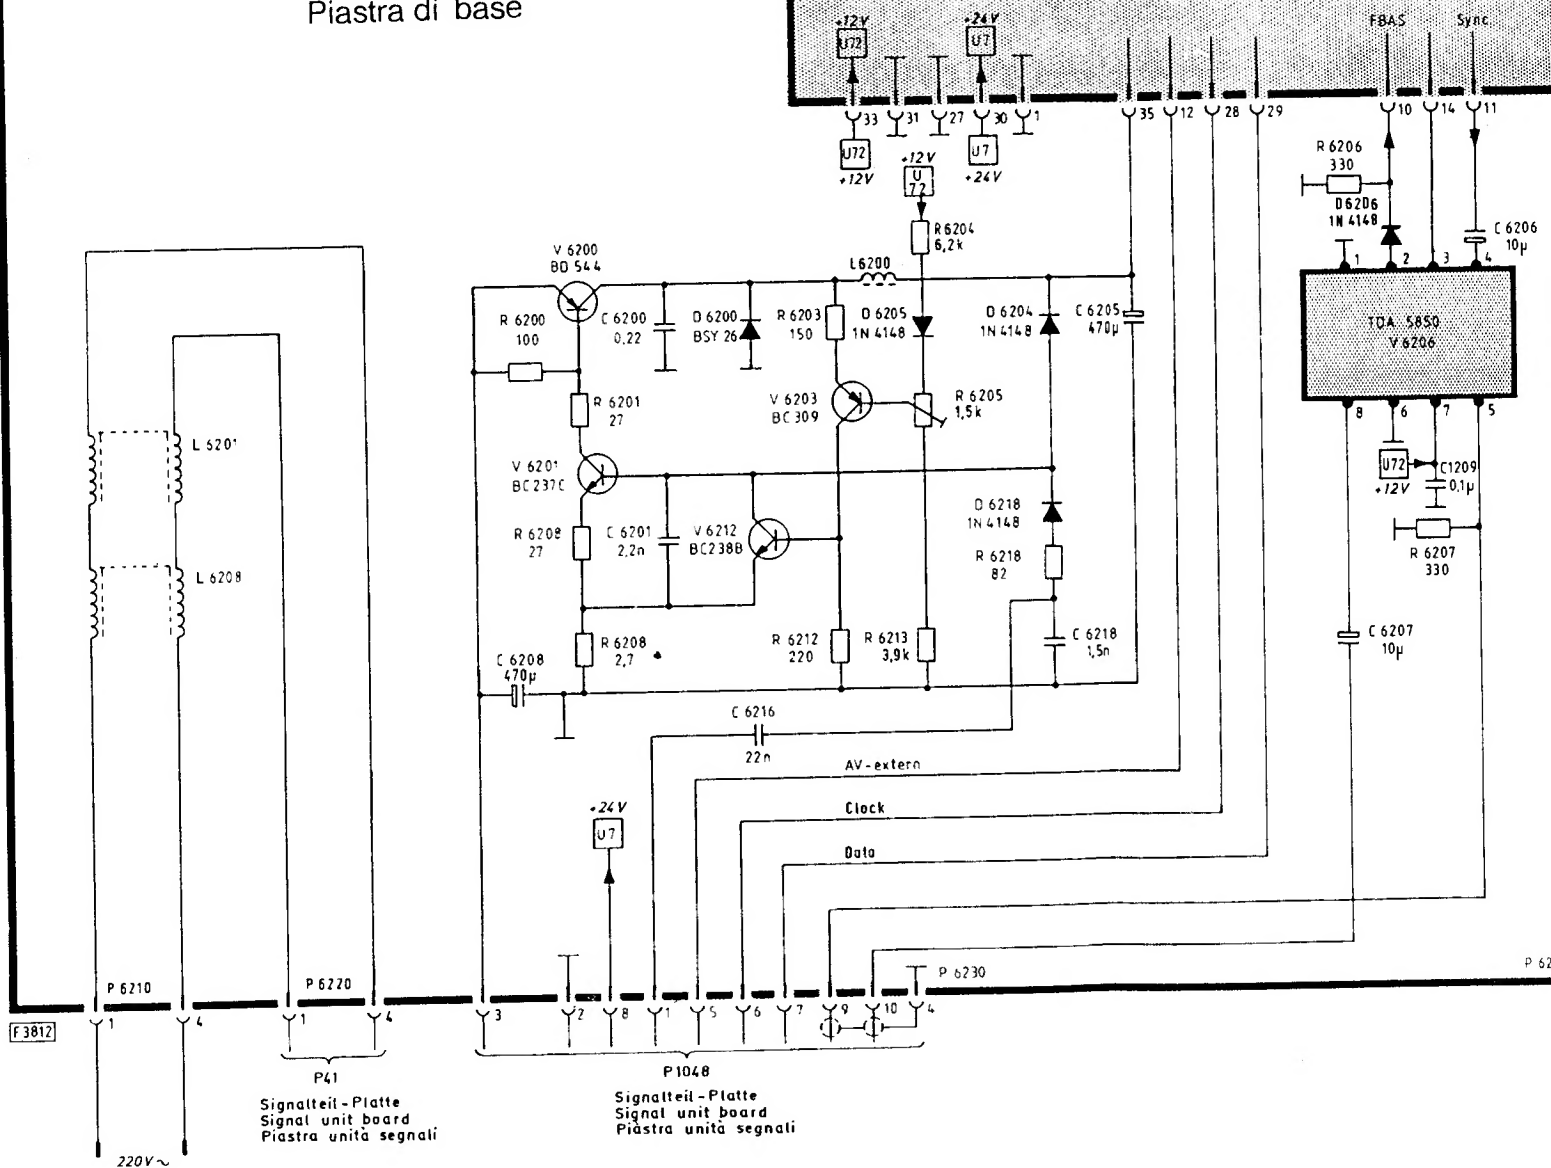 Piastra di base
+12V
U72
+24V
U7
FBAS
Sync
33
31
27
30
1
35
12
28
29
10
14
11
U72
+12V
U7
+24V
+12V
U
72
R 6204
6,2k
R 6206
330
D6206
1N 4148
C 6206
10µ
1
2
3
4
TDA 5850
V 6206
8
6
7
5
U72
+12V
C1209
0,1µ
R 6207
330
C 6207
10µ
V 6200
BD 544
L6200
R 6200
100
C 6200
0,22
D 6200
BSY 26
R 6203
150
D 6205
1N 4148
D 6204
1N 4148
C 6205
470µ
R 6201
27
V 6203
BC 309
R 6205
1,5k
V 6201
BC237C
L 6201
R 6208
27
C 6201
2,2n
V 6212
BC238B
D 6218
1N 4148
R 6218
82
L 6208
C 6208
470µ
R 6208
2,7
R 6212
220
R 6213
3,9k
C 6218
1,5n
C 6216
22n
AV-extern
+24V
U7
Clock
Data
P 6210
P 6220
P 6230
P 62
F 3812
1
4
1
4
3
2
8
1
5
6
7
9
10
4
P41
Signalteil-Platte
Signal unit board
Piastra unità segnali
P1048
Signalteil-Platte
Signal unit board
Piàstra unità segnali
220V~